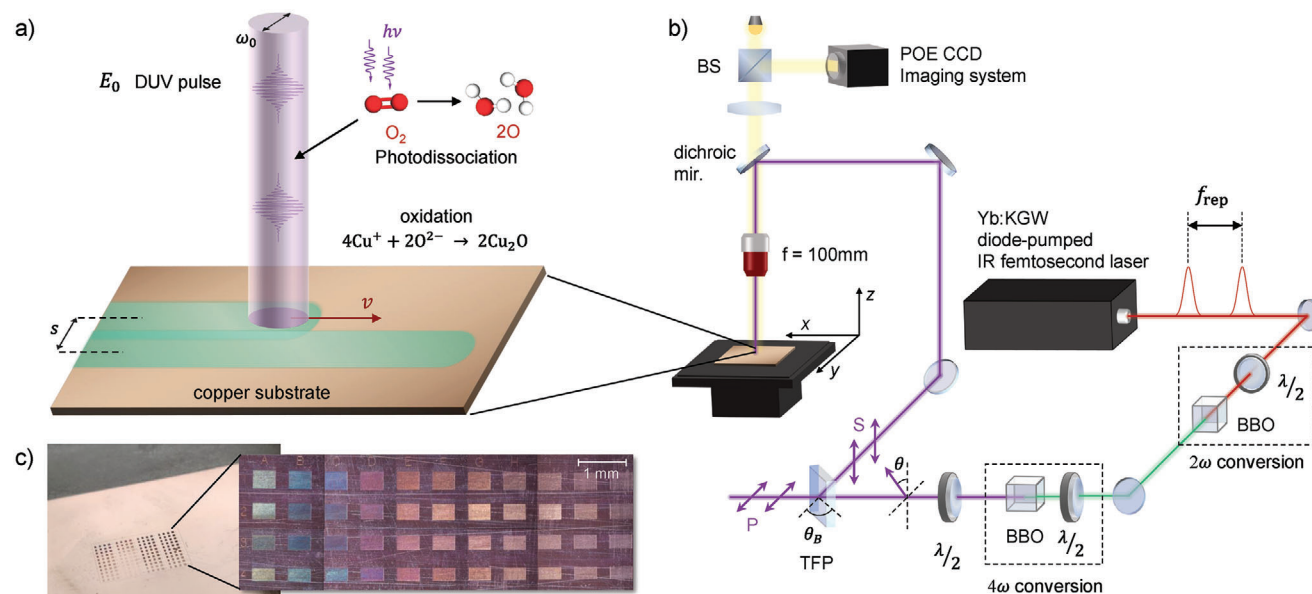 a)
ω₀
E₀ DUV pulse
hν
O₂
2O
Photodissociation
oxidation
4Cu⁺ + 2O²⁻ → 2Cu₂O
v
s
copper substrate
b)
BS
POE CCD
Imaging system
dichroic
mir.
f = 100mm
z
x
y
Yb:KGW
diode-pumped
IR femtosecond laser
f_rep
λ/2
BBO
2ω conversion
S
θ
P
θ_B
TFP
λ/2
BBO
λ/2
4ω conversion
c)
1 mm
A B